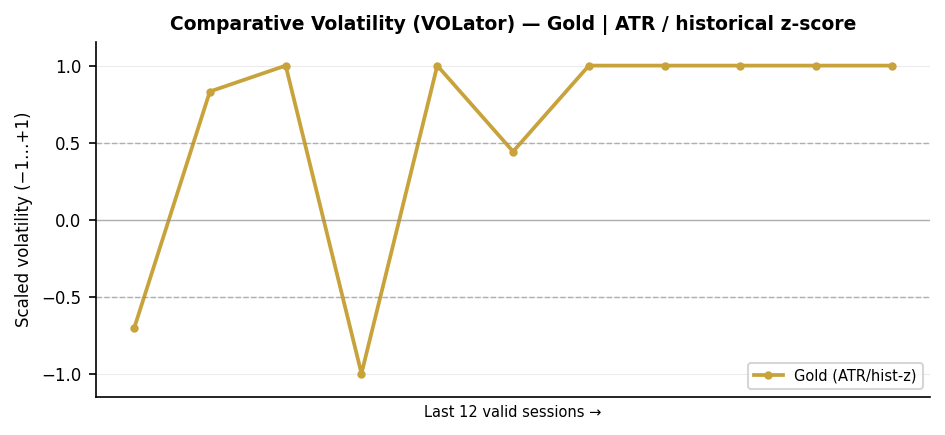 Comparative Volatility (VOLator) — Gold | ATR / historical z-score
Scaled volatility (−1…+1)
1.0
0.5
0.0
−0.5
−1.0
Gold (ATR/hist-z)
Last 12 valid sessions →